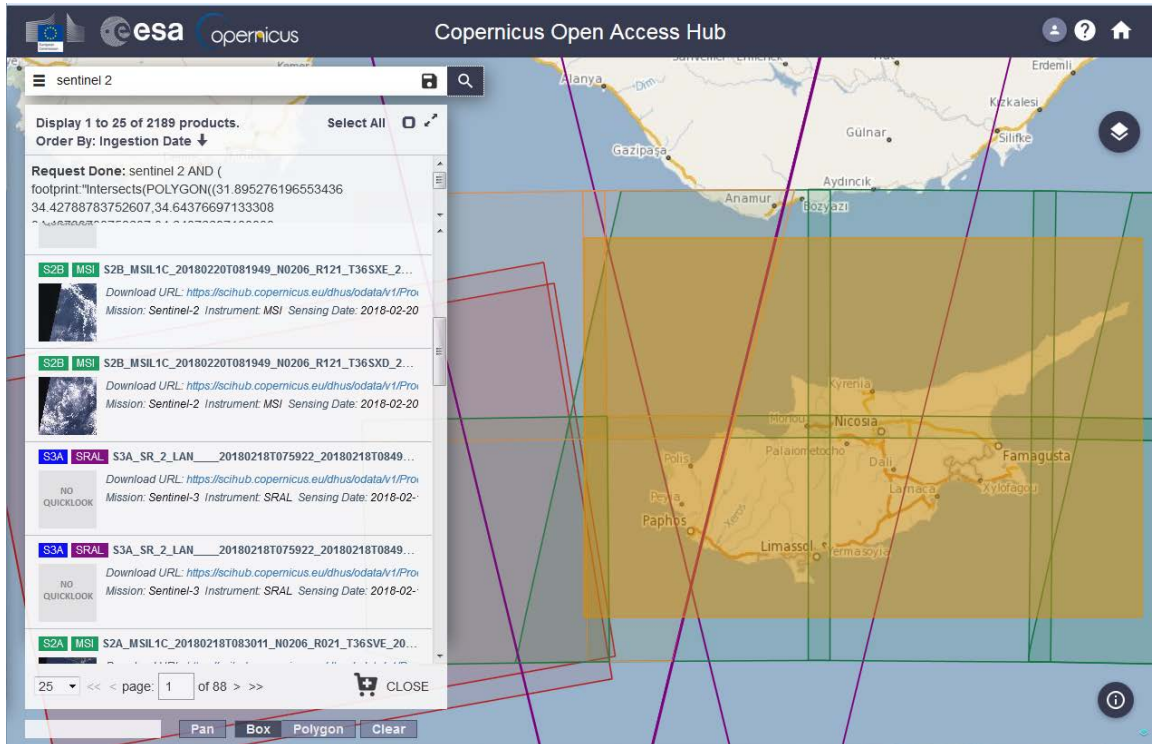 esa
opernicus
Copernicus Open Access Hub
sentinel 2
Display 1 to 25 of 2189 products.
Select All
Order By: Ingestion Date
Request Done: sentinel 2 AND (
footprint:"Intersects(POLYGON((31.895276196553436
34.42788783752607,34.64376697133308
S2B MSI S2B_MSIL1C_20180220T081949_N0206_R121_T36SXE_2...
Download URL: https://scihub.copernicus.eu/dhus/odata/v1/Pro
Mission: Sentinel-2 Instrument: MSI Sensing Date: 2018-02-20
S2B MSI S2B_MSIL1C_20180220T081949_N0206_R121_T36SXD_2...
Download URL: https://scihub.copernicus.eu/dhus/odata/v1/Pro
Mission: Sentinel-2 Instrument: MSI Sensing Date: 2018-02-20
S3A SRAL S3A_SR_2_LAN____20180218T075922_20180218T0849...
NO
QUICKLOOK
Download URL: https://scihub.copernicus.eu/dhus/odata/v1/Pro
Mission: Sentinel-3 Instrument: SRAL Sensing Date: 2018-02-
S3A SRAL S3A_SR_2_LAN____20180218T075922_20180218T0849...
NO
QUICKLOOK
Download URL: https://scihub.copernicus.eu/dhus/odata/v1/Pro
Mission: Sentinel-3 Instrument: SRAL Sensing Date: 2018-02-
S2A MSI S2A_MSIL1C_20180218T083011_N0206_R021_T36SVE_20...
25 << < page: 1 of 88 > >> CLOSE
Pan Box Polygon Clear
Alanya
Gazipaşa
Gülnar
Erdemli
Kızkalesi
Silifke
Aydıncık
Anamur
Bozyazı
Kyrenia
Morfou
Nicosia
Polis
Palaiometocho
Dali
Famagusta
Peyia
Larnaca
Xylofagou
Paphos
Xeros
Limassol
Germasoyia